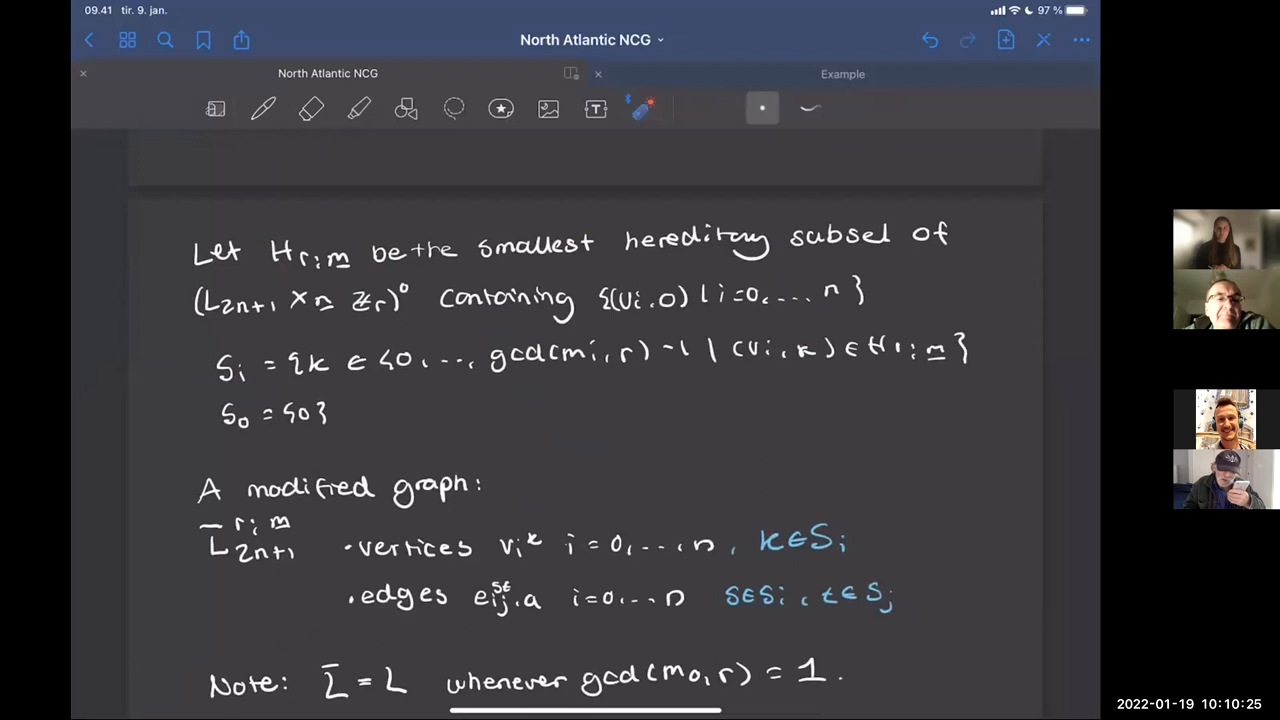 09.41 tir. 9. jan.
97 %
North Atlantic NCG
North Atlantic NCG
Example
Let H_{r;m} be the smallest hereditary subsel of
(L_{2n+1} ×_m ℤ_r)^0 containing {(v_i,0) | i=0,... n}
S_i = {k ∈ {0,..., gcd(m_i,r)-1 | (v_i,k) ∈ H_{r;m}}
S_0 = {0}
A modified graph:
L̄_{2n+1}^{r;m} • vertices v_i^k i=0,...,n, k∈S_i
• edges e_{ij;a}^{st} i=0,...n s∈S_i, t∈S_j
Note: L̄ = L whenever gcd(m_0,r) = 1.
2022-01-19 10:10:25